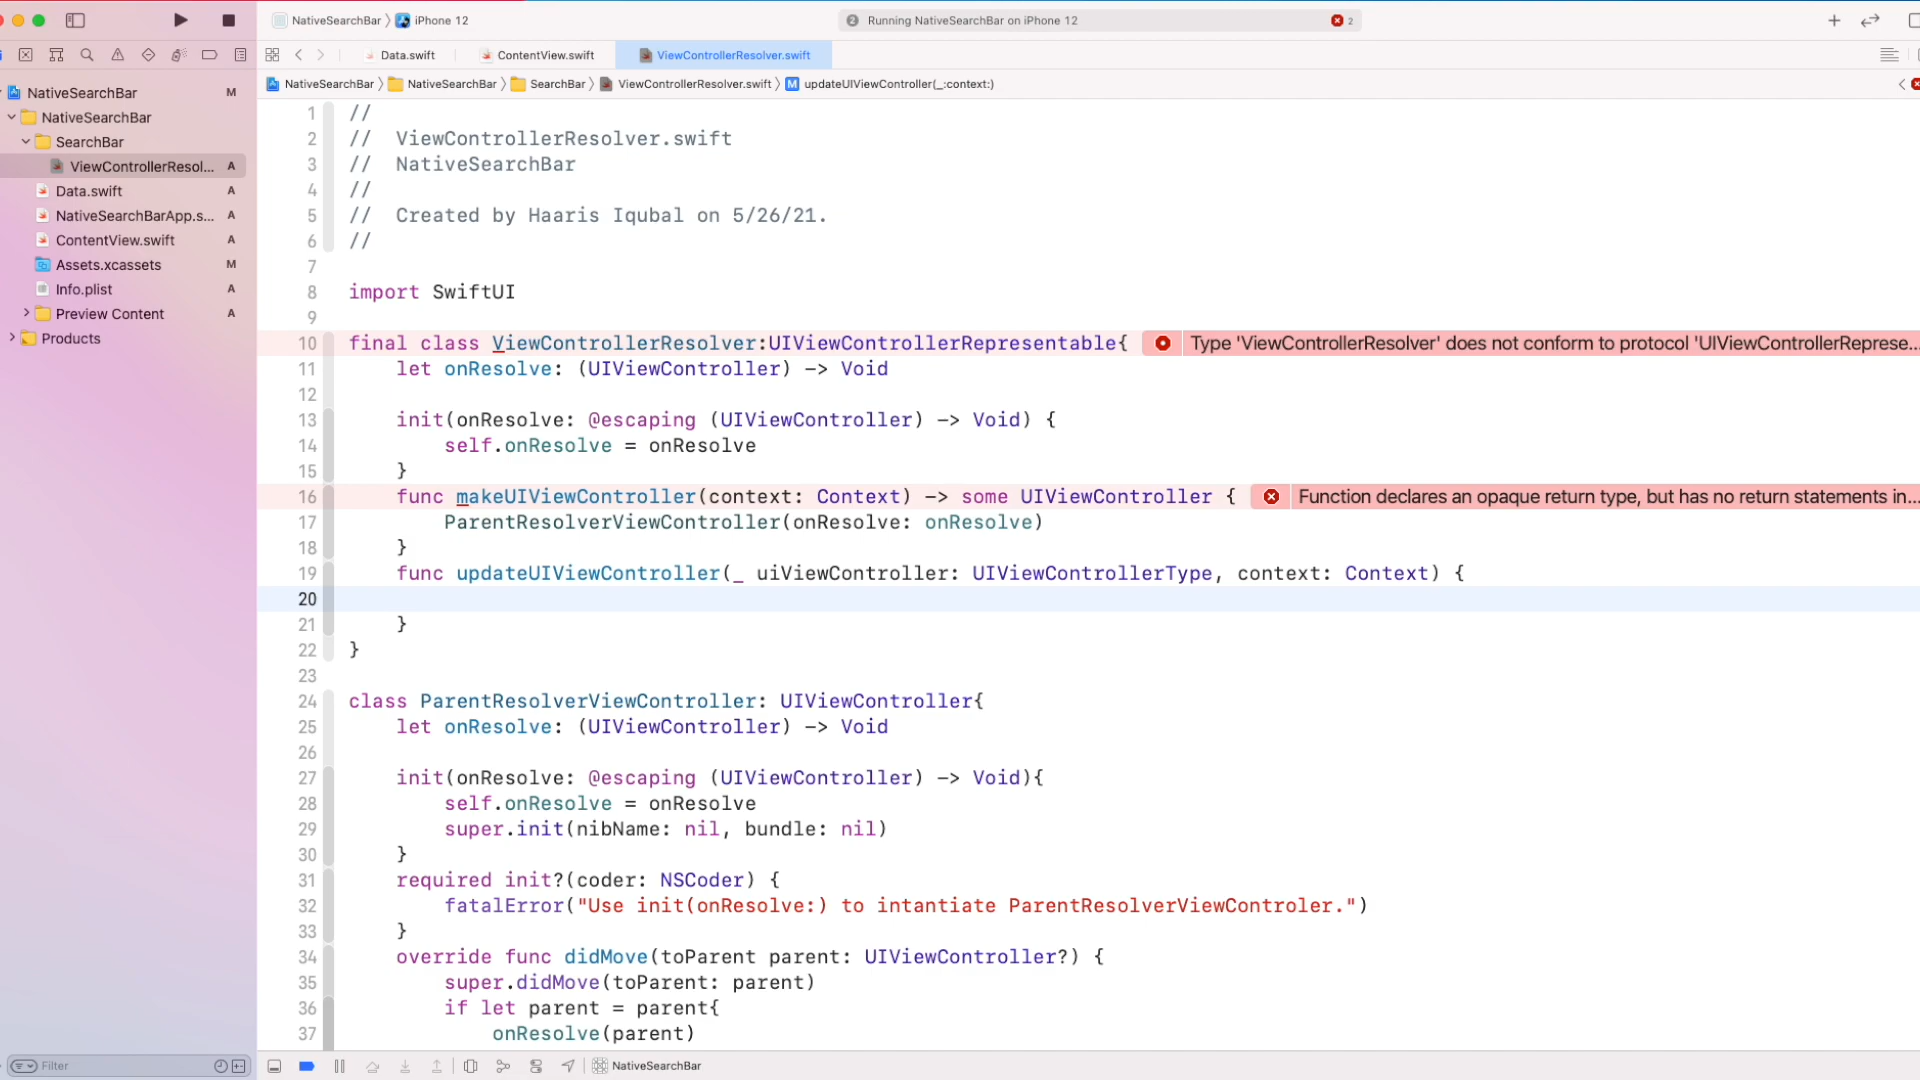 NativeSearchBar 〉 iPhone 12
2 Running NativeSearchBar on iPhone 12
2
Data.swift
ContentView.swift
ViewControllerResolver.swift
NativeSearchBar 〉 NativeSearchBar 〉 SearchBar 〉 ViewControllerResolver.swift 〉 M updateUIViewController(_:context:)
NativeSearchBar M
NativeSearchBar
SearchBar
ViewControllerResol... A
Data.swift A
NativeSearchBarApp.s... A
ContentView.swift A
Assets.xcassets M
Info.plist A
Preview Content A
Products
Filter
1 //
2 //  ViewControllerResolver.swift
3 //  NativeSearchBar
4 //
5 //  Created by Haaris Iqubal on 5/26/21.
6 //
7
8 import SwiftUI
9
10 final class ViewControllerResolver:UIViewControllerRepresentable{ Type 'ViewControllerResolver' does not conform to protocol 'UIViewControllerReprese...
11 let onResolve: (UIViewController) -> Void
12
13 init(onResolve: @escaping (UIViewController) -> Void) {
14 self.onResolve = onResolve
15 }
16 func makeUIViewController(context: Context) -> some UIViewController { Function declares an opaque return type, but has no return statements in...
17 ParentResolverViewController(onResolve: onResolve)
18 }
19 func updateUIViewController(_ uiViewController: UIViewControllerType, context: Context) {
20
21 }
22 }
23
24 class ParentResolverViewController: UIViewController{
25 let onResolve: (UIViewController) -> Void
26
27 init(onResolve: @escaping (UIViewController) -> Void){
28 self.onResolve = onResolve
29 super.init(nibName: nil, bundle: nil)
30 }
31 required init?(coder: NSCoder) {
32 fatalError("Use init(onResolve:) to intantiate ParentResolverViewControler.")
33 }
34 override func didMove(toParent parent: UIViewController?) {
35 super.didMove(toParent: parent)
36 if let parent = parent{
37 onResolve(parent)
NativeSearchBar